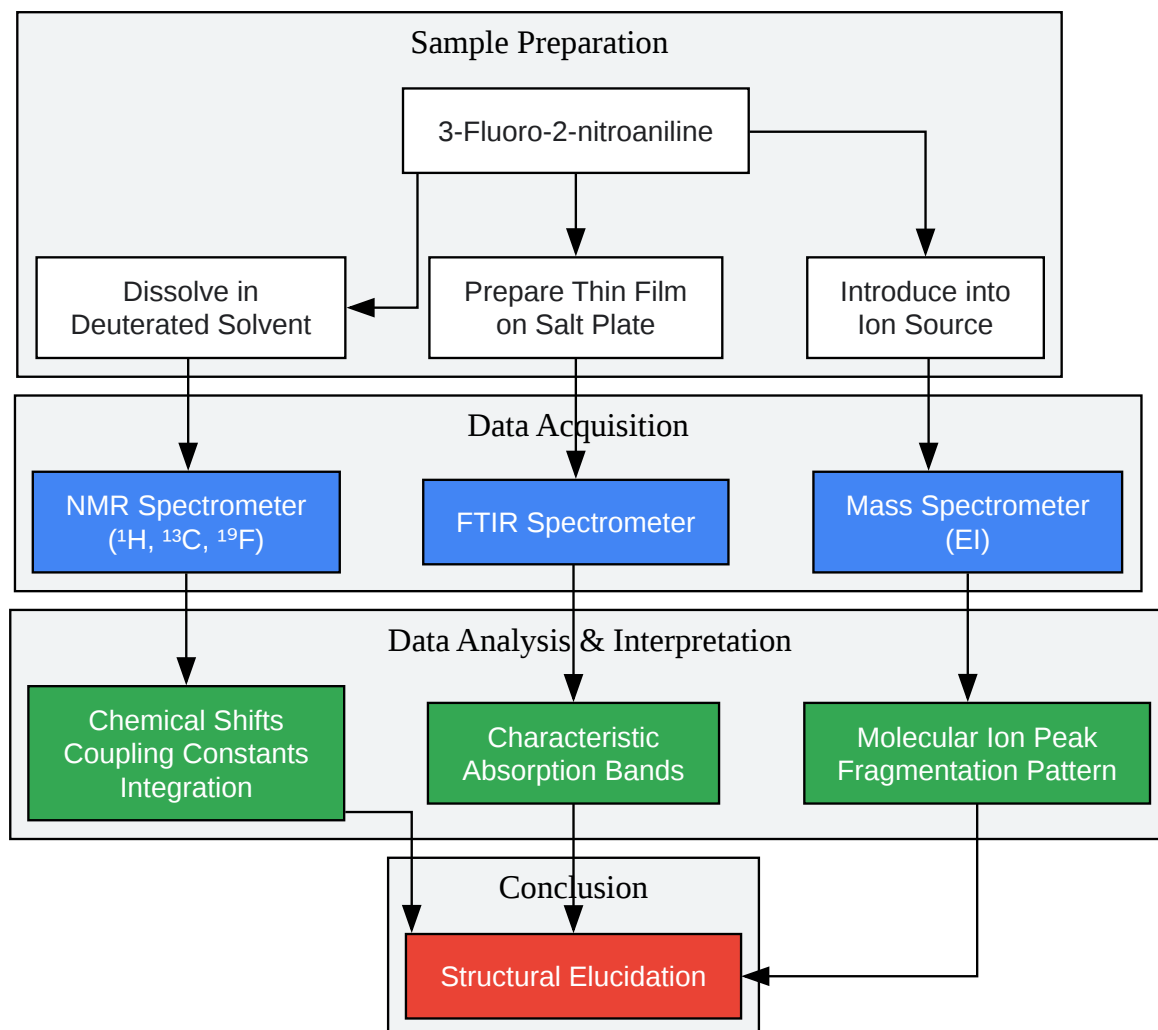 Sample Preparation
3-Fluoro-2-nitroaniline
Dissolve in
Deuterated Solvent
Prepare Thin Film
on Salt Plate
Introduce into
Ion Source
Data Acquisition
NMR Spectrometer
(¹H, ¹³C, ¹⁹F)
FTIR Spectrometer
Mass Spectrometer
(EI)
Data Analysis & Interpretation
Chemical Shifts
Coupling Constants
Integration
Characteristic
Absorption Bands
Molecular Ion Peak
Fragmentation Pattern
Conclusion
Structural Elucidation